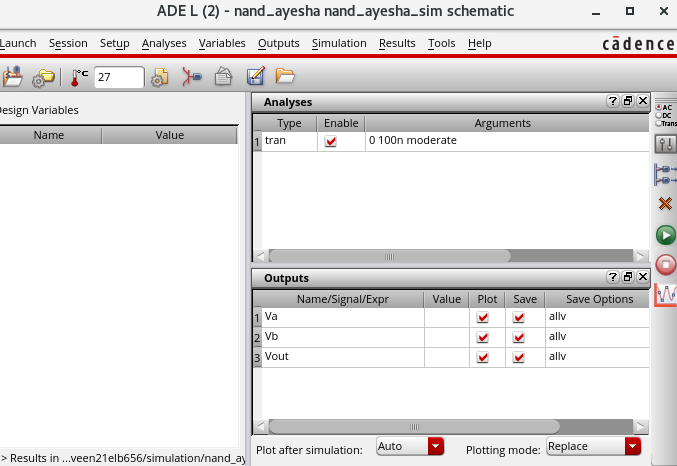 ADE L (2) - nand_ayesha nand_ayesha_sim schematic
Launch Session Setup Analyses Variables Outputs Simulation Results Tools Help cādence
°C 27
Design Variables
Name Value
Analyses
Type Enable Arguments
1 tran 0 100n moderate
AC
DC
Trans
Outputs
Name/Signal/Expr Value Plot Save Save Options
1 Va allv
2 Vb allv
3 Vout allv
Plot after simulation: Auto Plotting mode: Replace
> Results in ...veen21elb656/simulation/nand_ay